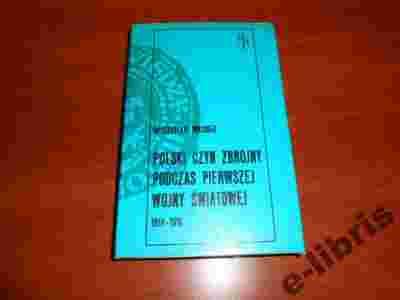 POLSKI CZYN ZBROJNY
PODCZAS PIERWSZEJ
WOJNY ŚWIATOWEJ
e-libris